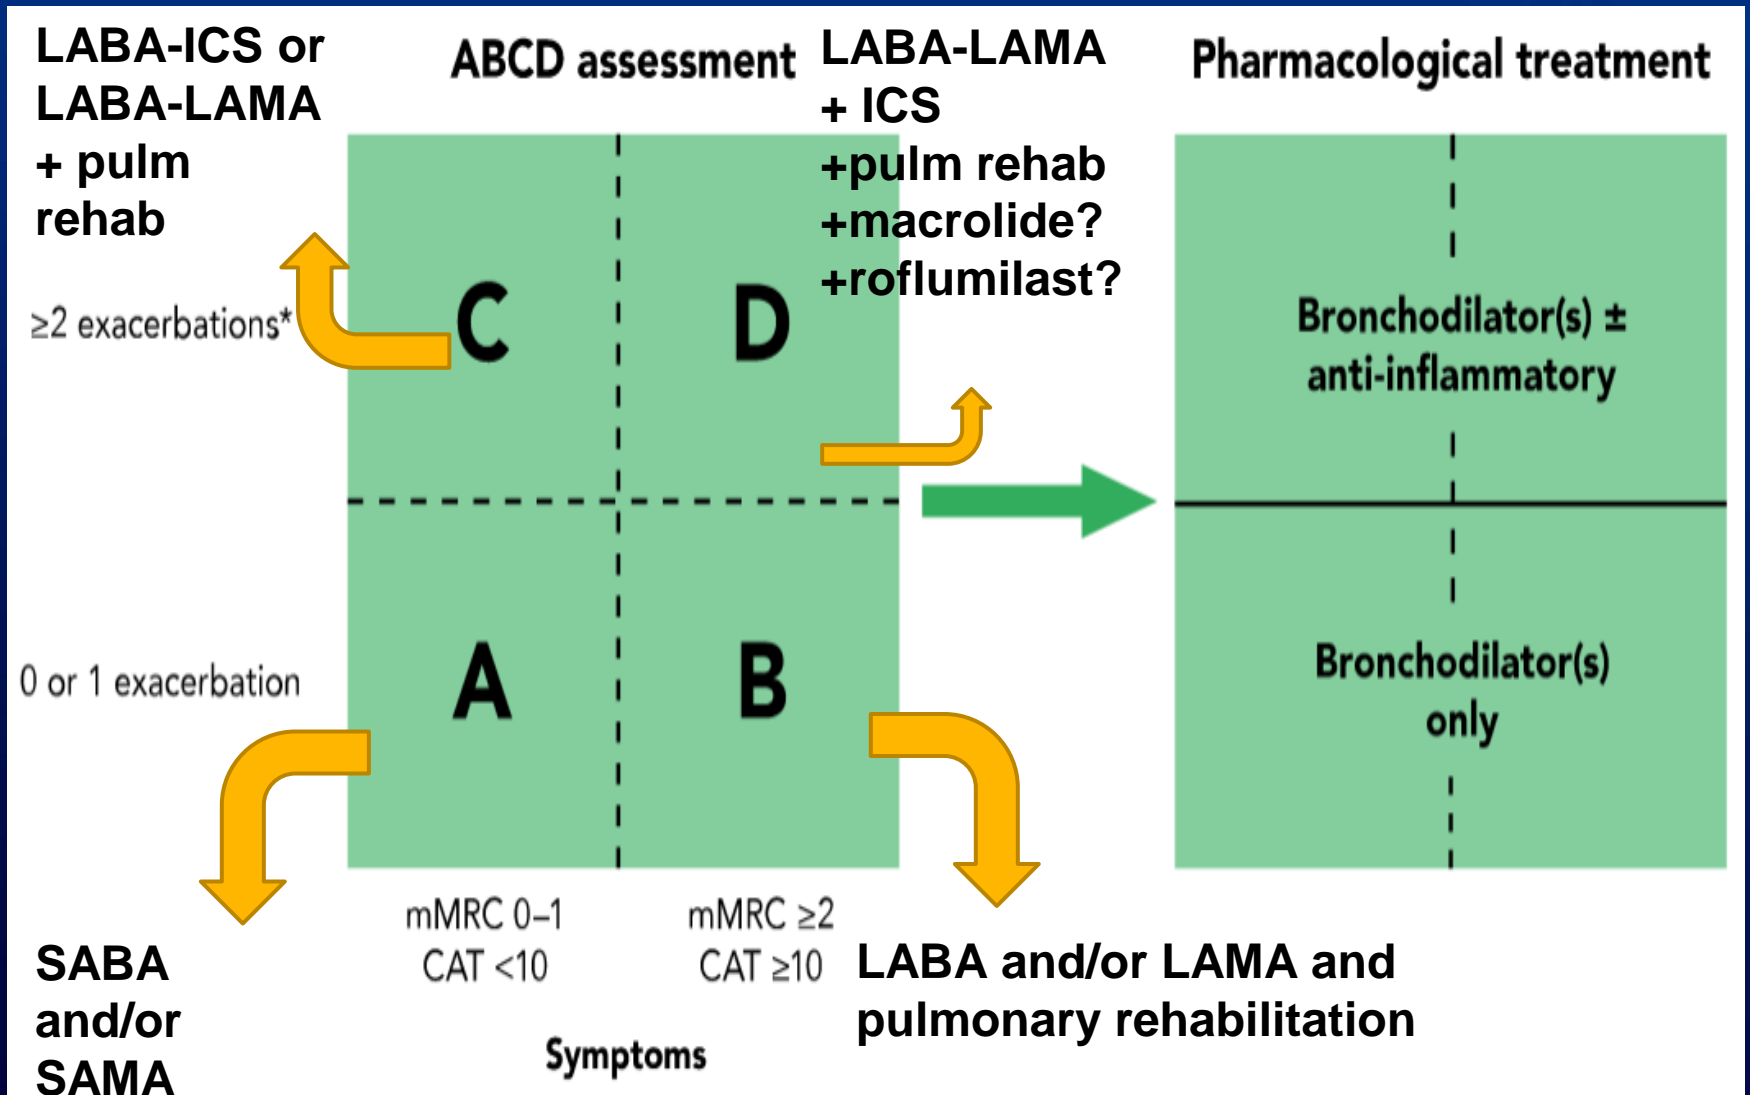 LABA-ICS or
LABA-LAMA
+ pulm
rehab
ABCD assessment
LABA-LAMA
+ ICS
+pulm rehab
+macrolide?
+roflumilast?
Pharmacological treatment
≥2 exacerbations*
C
D
Bronchodilator(s) ±
anti-inflammatory
0 or 1 exacerbation
A
B
Bronchodilator(s)
only
mMRC 0–1
CAT <10
mMRC ≥2
CAT ≥10
SABA
and/or
SAMA
LABA and/or LAMA and
pulmonary rehabilitation
Symptoms